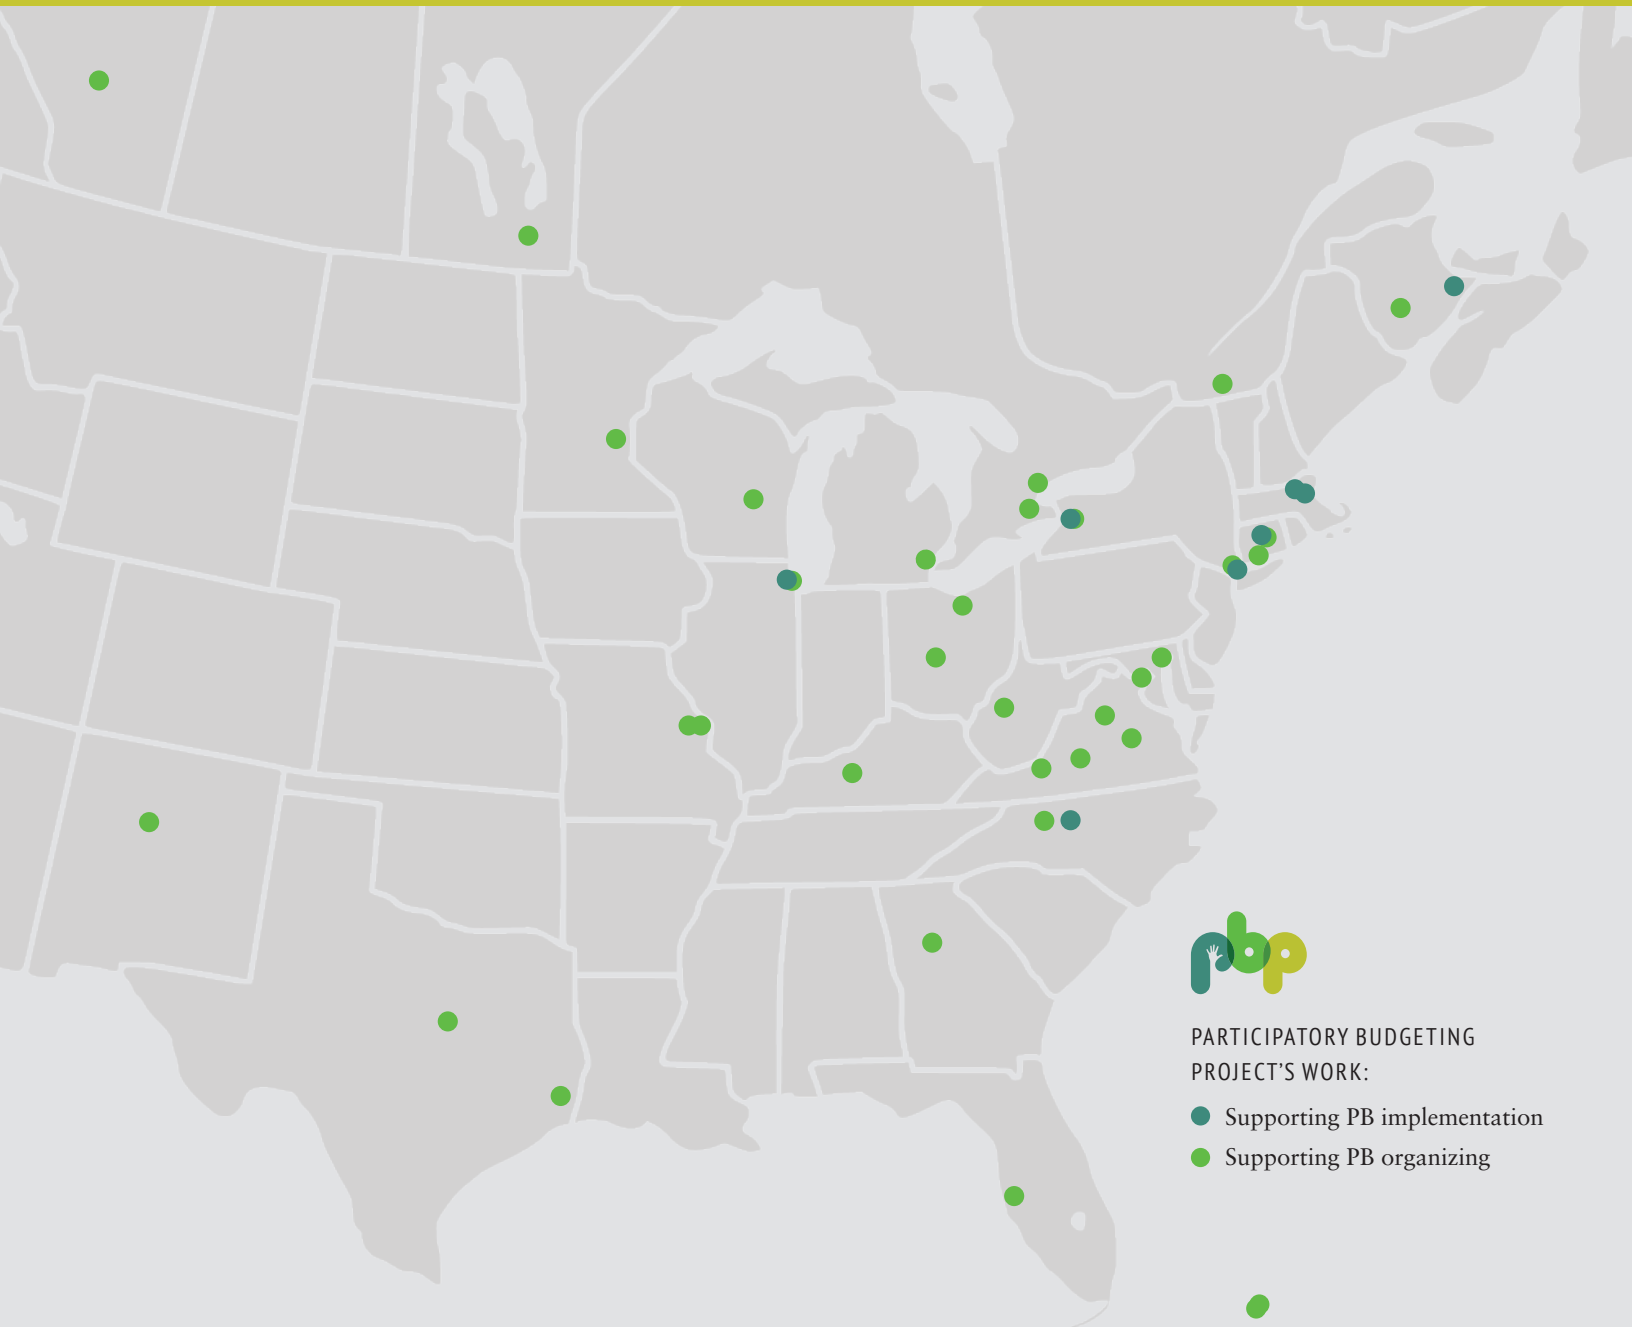 pbp
PARTICIPATORY BUDGETING
PROJECT'S WORK:
Supporting PB implementation
Supporting PB organizing